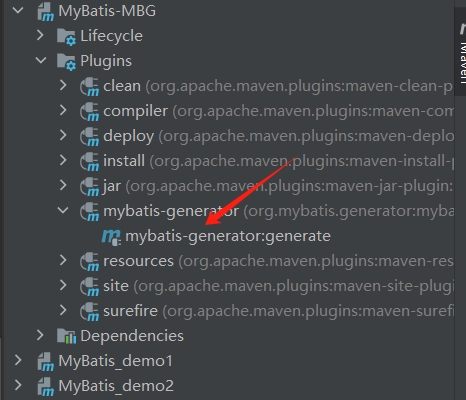 MyBatis-MBG
Lifecycle
Plugins
clean (org.apache.maven.plugins:maven-clean-p
compiler (org.apache.maven.plugins:maven-com
deploy (org.apache.maven.plugins:maven-deplo
install (org.apache.maven.plugins:maven-install-p
jar (org.apache.maven.plugins:maven-jar-plugin:
mybatis-generator (org.mybatis.generator:myba
mybatis-generator:generate
resources (org.apache.maven.plugins:maven-res
site (org.apache.maven.plugins:maven-site-plugi
surefire (org.apache.maven.plugins:maven-surefi
Dependencies
MyBatis_demo1
MyBatis_demo2
Maven